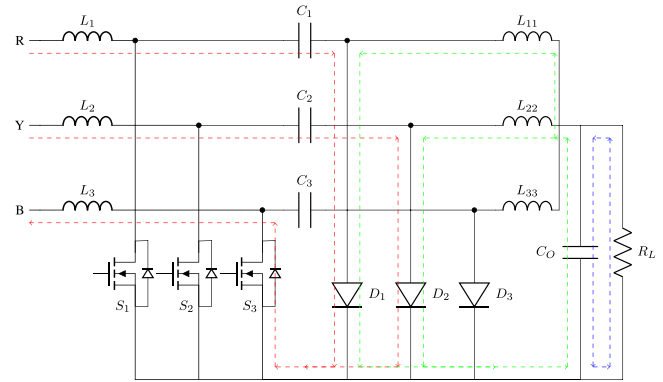 R L1 C1 L11
Y L2 C2 L22
B L3 C3 L33
CO RL
S1 S2 S3 D1 D2 D3